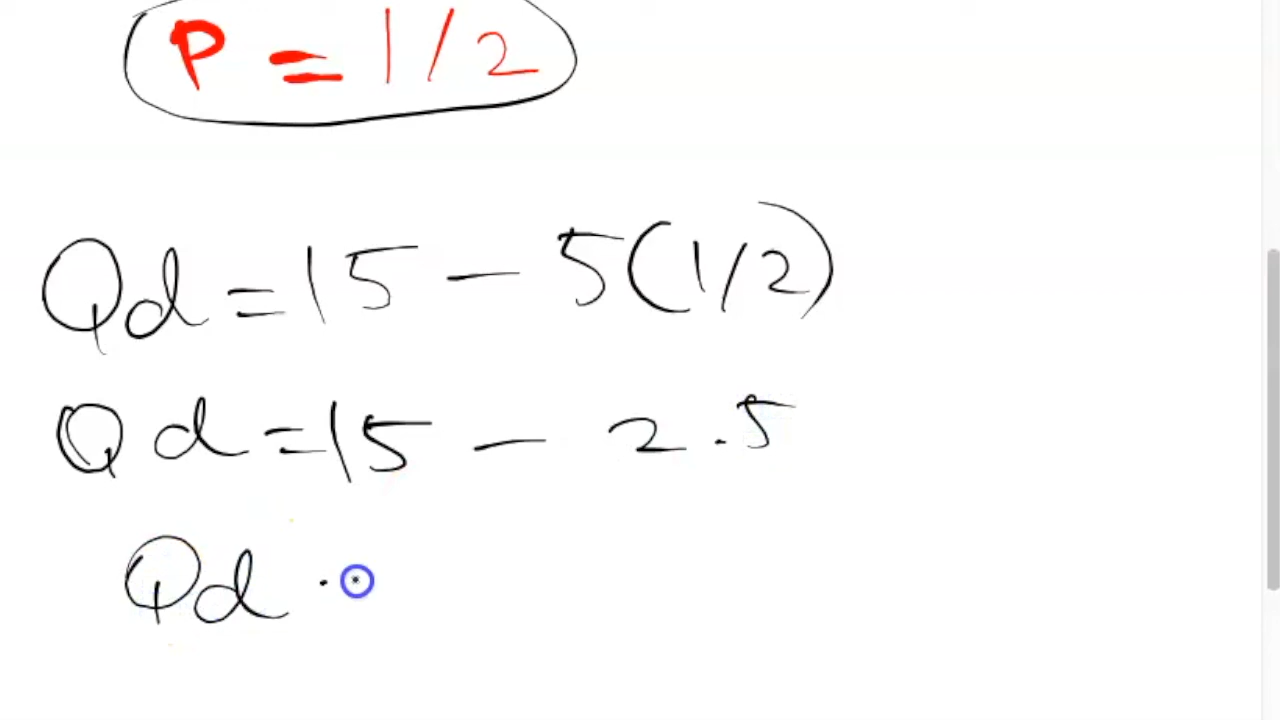 P = 1/2
Qd = 15 - 5(1/2)
Qd = 15 - 2.5
Qd